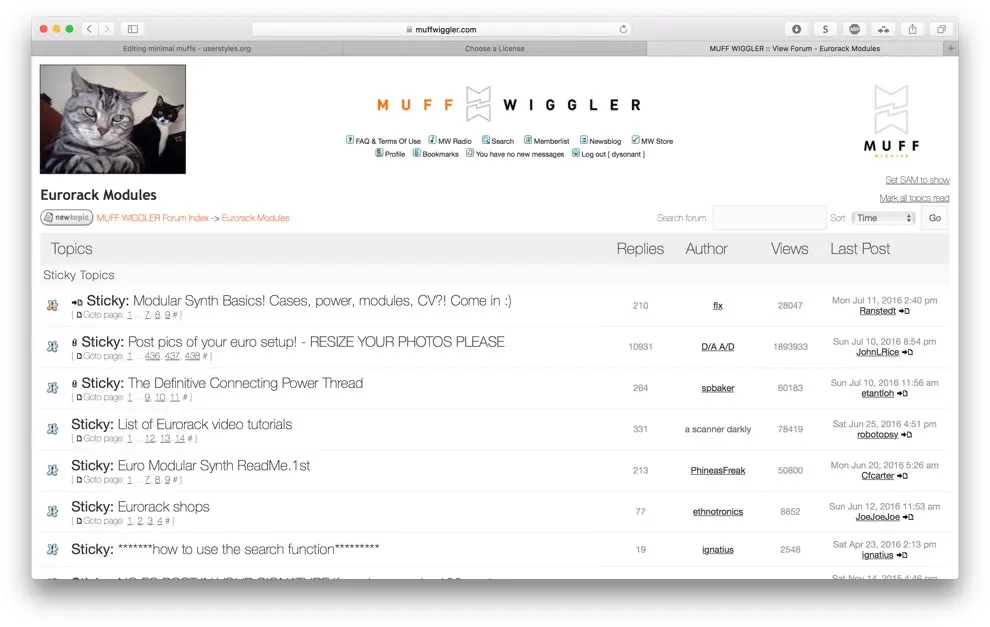 muffwiggler.com
Editing minimal muffs - userstyles.org
Choose a License
MUFF WIGGLER :: View Forum - Eurorack Modules
MUFF WIGGLER
FAQ & Terms Of Use MW Radio Search Memberlist Newsblog MW Store
Profile Bookmarks You have no new messages Log out [ dysonant ]
MUFF
WIGGLER
Set SAM to show
Mark all topics read
Eurorack Modules
newtopic MUFF WIGGLER Forum Index -> Eurorack Modules
Search forum: Sort: Time Go
Topics Replies Author Views Last Post
Sticky Topics
Sticky: Modular Synth Basics! Cases, power, modules, CV?! Come in :)
[ Goto page: 1 ... 7, 8, 9 # ]
210 flx 28047
Mon Jul 11, 2016 2:40 pm
Ranstedt
Sticky: Post pics of your euro setup! - RESIZE YOUR PHOTOS PLEASE
[ Goto page: 1 ... 436, 437, 438 # ]
10931 D/A A/D 1893933
Sun Jul 10, 2016 8:54 pm
JohnLRice
Sticky: The Definitive Connecting Power Thread
[ Goto page: 1 ... 9, 10, 11 # ]
264 spbaker 60183
Sun Jul 10, 2016 11:56 am
etantloh
Sticky: List of Eurorack video tutorials
[ Goto page: 1 ... 12, 13, 14 # ]
331 a scanner darkly 78419
Sat Jun 25, 2016 4:51 pm
robotopsy
Sticky: Euro Modular Synth ReadMe.1st
[ Goto page: 1 ... 7, 8, 9 # ]
213 PhineasFreak 50800
Mon Jun 20, 2016 5:26 am
Cfcarter
Sticky: Eurorack shops
[ Goto page: 1, 2, 3, 4 # ]
77 ethnotronics 8852
Sun Jun 12, 2016 11:53 am
JoeJoeJoe
Sticky: *******how to use the search function*********
19 ignatius 2548
Sat Apr 23, 2016 2:13 pm
ignatius